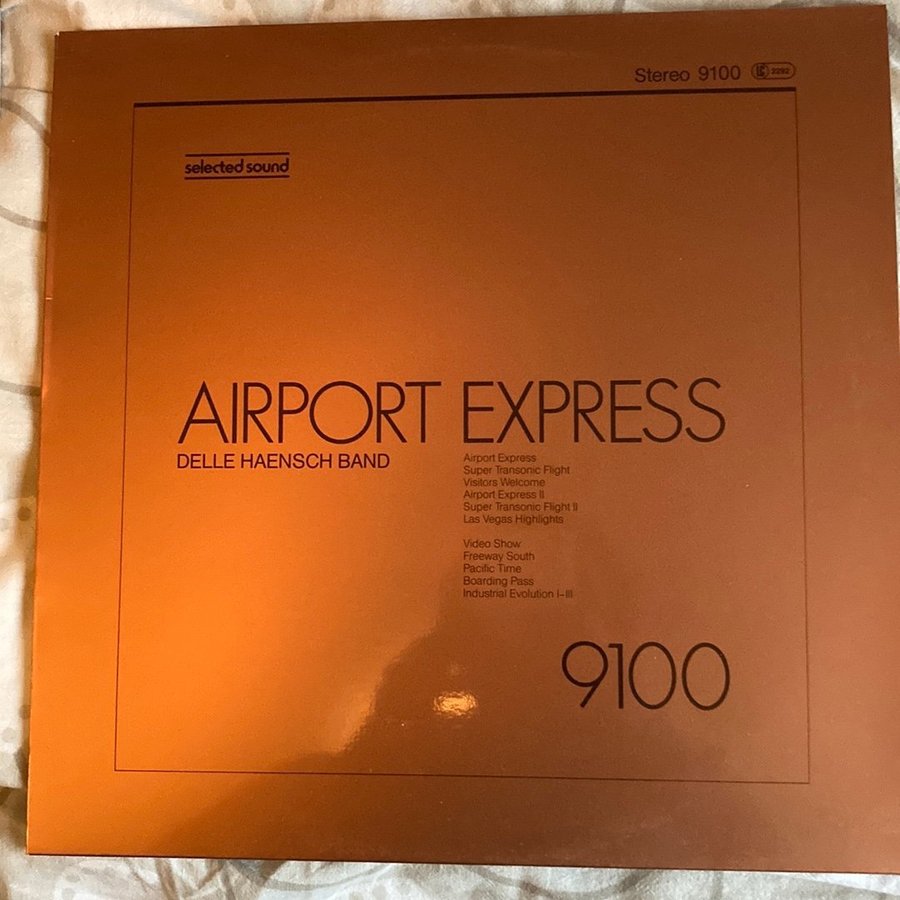 Stereo 9100 LC 2292
selected sound
AIRPORT EXPRESS
DELLE HAENSCH BAND
Airport Express
Super Transonic Flight
Visitors Welcome
Airport Express II
Super Transonic Flight II
Las Vegas Highlights
Video Show
Freeway South
Pacific Time
Boarding Pass
Industrial Evolution I–III
9100